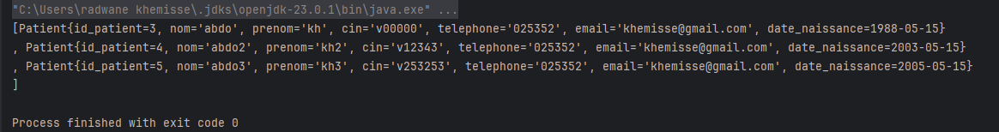 "C:\Users\radwane khemisse\.jdks\openjdk-23.0.1\bin\java.exe" ...
[Patient{id_patient=3, nom='abdo', prenom='kh', cin='v00000', telephone='025352', email='khemisse@gmail.com', date_naissance=1988-05-15}
, Patient{id_patient=4, nom='abdo2', prenom='kh2', cin='v12343', telephone='025352', email='khemisse@gmail.com', date_naissance=2003-05-15}
, Patient{id_patient=5, nom='abdo3', prenom='kh3', cin='v253253', telephone='025352', email='khemisse@gmail.com', date_naissance=2005-05-15}
]
Process finished with exit code 0